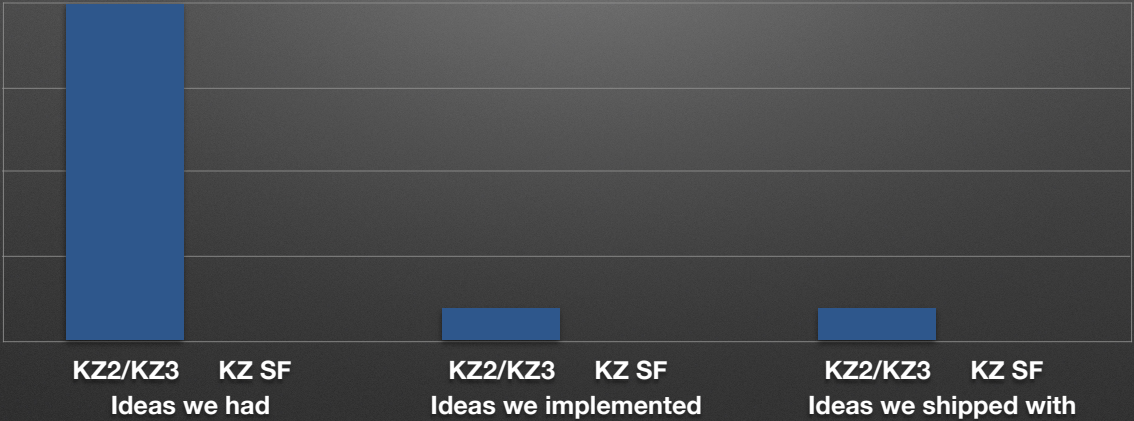 KZ2/KZ3 KZ SF KZ2/KZ3 KZ SF KZ2/KZ3 KZ SF
Ideas we had Ideas we implemented Ideas we shipped with